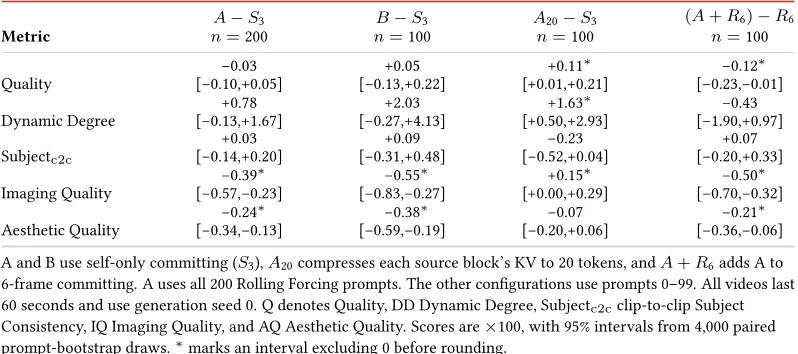 A − S₃ B − S₃ A₂₀ − S₃ (A + R₆) − R₆
Metric n = 200 n = 100 n = 100 n = 100
−0.03 +0.05 +0.11* −0.12*
Quality [−0.10,+0.05] [−0.13,+0.22] [+0.01,+0.21] [−0.23,−0.01]
+0.78 +2.03 +1.63* −0.43
Dynamic Degree [−0.13,+1.67] [−0.27,+4.13] [+0.50,+2.93] [−1.90,+0.97]
+0.03 +0.09 −0.23 +0.07
Subject_c2c [−0.14,+0.20] [−0.31,+0.48] [−0.52,+0.04] [−0.20,+0.33]
−0.39* −0.55* +0.15* −0.50*
Imaging Quality [−0.57,−0.23] [−0.83,−0.27] [+0.00,+0.29] [−0.70,−0.32]
−0.24* −0.38* −0.07 −0.21*
Aesthetic Quality [−0.34,−0.13] [−0.59,−0.19] [−0.20,+0.06] [−0.36,−0.06]
A and B use self-only committing (S₃), A₂₀ compresses each source block's KV to 20 tokens, and A + R₆ adds A to
6-frame committing. A uses all 200 Rolling Forcing prompts. The other configurations use prompts 0–99. All videos last
60 seconds and use generation seed 0. Q denotes Quality, DD Dynamic Degree, Subject_c2c clip-to-clip Subject
Consistency, IQ Imaging Quality, and AQ Aesthetic Quality. Scores are ×100, with 95% intervals from 4,000 paired
prompt-bootstrap draws. * marks an interval excluding 0 before rounding.